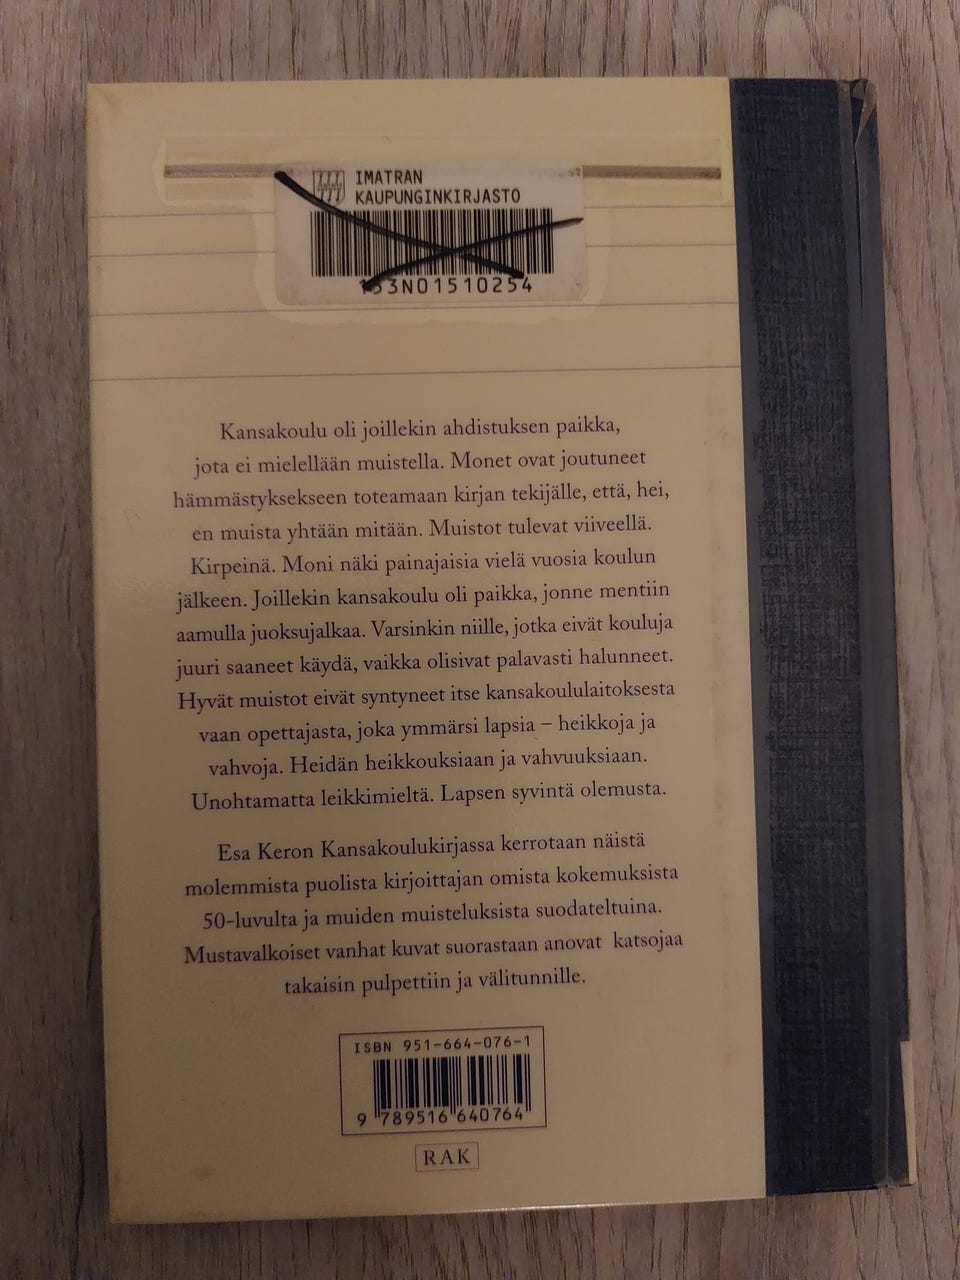 IMATRAN
KAUPUNGINKIRJASTO
153N01510254
Kansakoulu oli joillekin ahdistuksen paikka,
jota ei mielellään muistella. Monet ovat joutuneet
hämmästyksekseen toteamaan kirjan tekijälle, että, hei,
en muista yhtään mitään. Muistot tulevat viiveellä.
Kirpeinä. Moni näki painajaisia vielä vuosia koulun
jälkeen. Joillekin kansakoulu oli paikka, jonne mentiin
aamulla juoksujalkaa. Varsinkin niille, jotka eivät kouluja
juuri saaneet käydä, vaikka olisivat palavasti halunneet.
Hyvät muistot eivät syntyneet itse kansakoululaitoksesta
vaan opettajasta, joka ymmärsi lapsia – heikkoja ja
vahvoja. Heidän heikkouksiaan ja vahvuuksiaan.
Unohtamatta leikkimieltä. Lapsen syvintä olemusta.
Esa Keron Kansakoulukirjassa kerrotaan näistä
molemmista puolista kirjoittajan omista kokemuksista
50-luvulta ja muiden muisteluksista suodateltuina.
Mustavalkoiset vanhat kuvat suorastaan anovat katsojaa
takaisin pulpettiin ja välitunnille.
ISBN 951-664-076-1
9 789516 640764
RAK